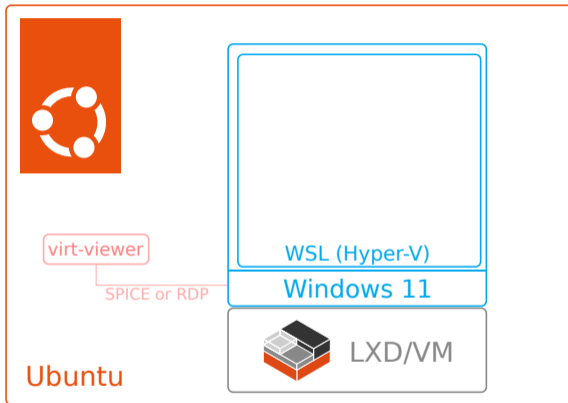 WSL (Hyper-V)
virt-viewer
SPICE or RDP
Windows 11
LXD/VM
Ubuntu